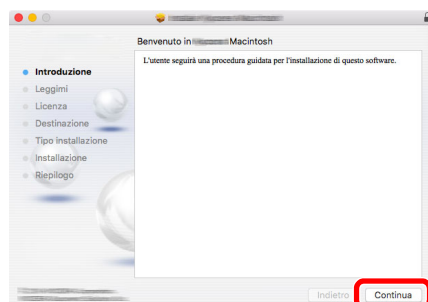 Benvenuto in Macintosh
L'utente seguirà una procedura guidata per l'installazione di questo software.
Introduzione
Leggimi
Licenza
Destinazione
Tipo installazione
Installazione
Riepilogo
Indietro
Continua